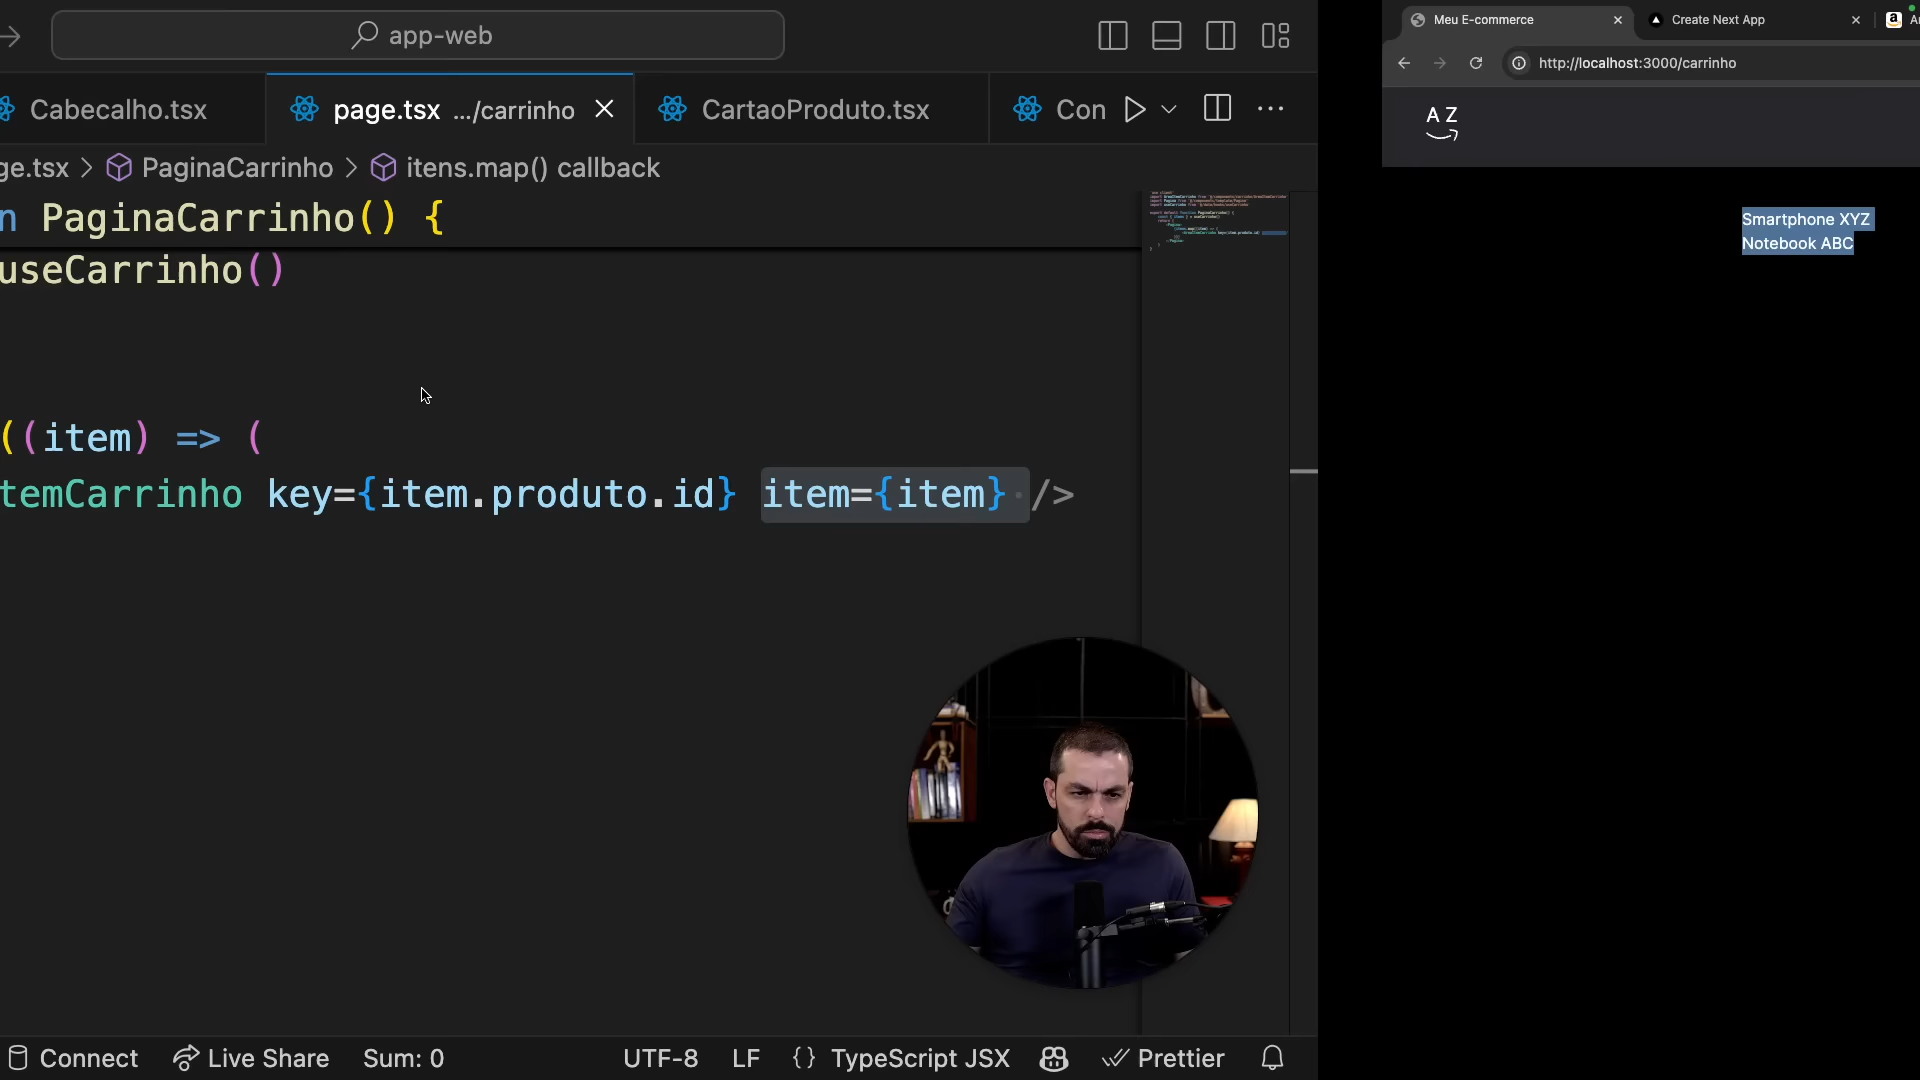 app-web
Cabecalho.tsx
page.tsx .../carrinho
CartaoProduto.tsx
Con
ge.tsx > PaginaCarrinho > itens.map() callback
n PaginaCarrinho() {
useCarrinho()
((item) => (
temCarrinho key={item.produto.id} item={item} />
Connect
Live Share
Sum: 0
UTF-8
LF
{} TypeScript JSX
Prettier
Meu E-commerce
Create Next App
http://localhost:3000/carrinho
A Z
Smartphone XYZ
Notebook ABC